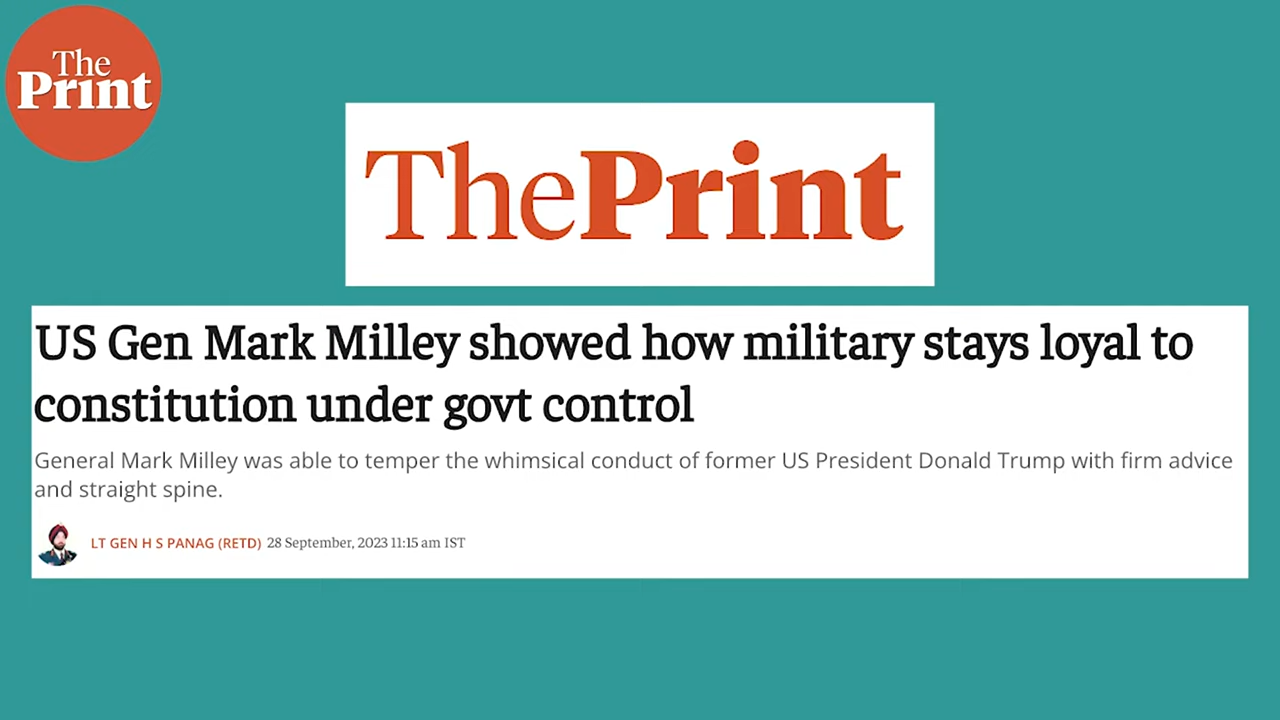 The
Print
ThePrint
US Gen Mark Milley showed how military stays loyal to
constitution under govt control
General Mark Milley was able to temper the whimsical conduct of former US President Donald Trump with firm advice
and straight spine.
LT GEN H S PANAG (RETD) 28 September, 2023 11:15 am IST